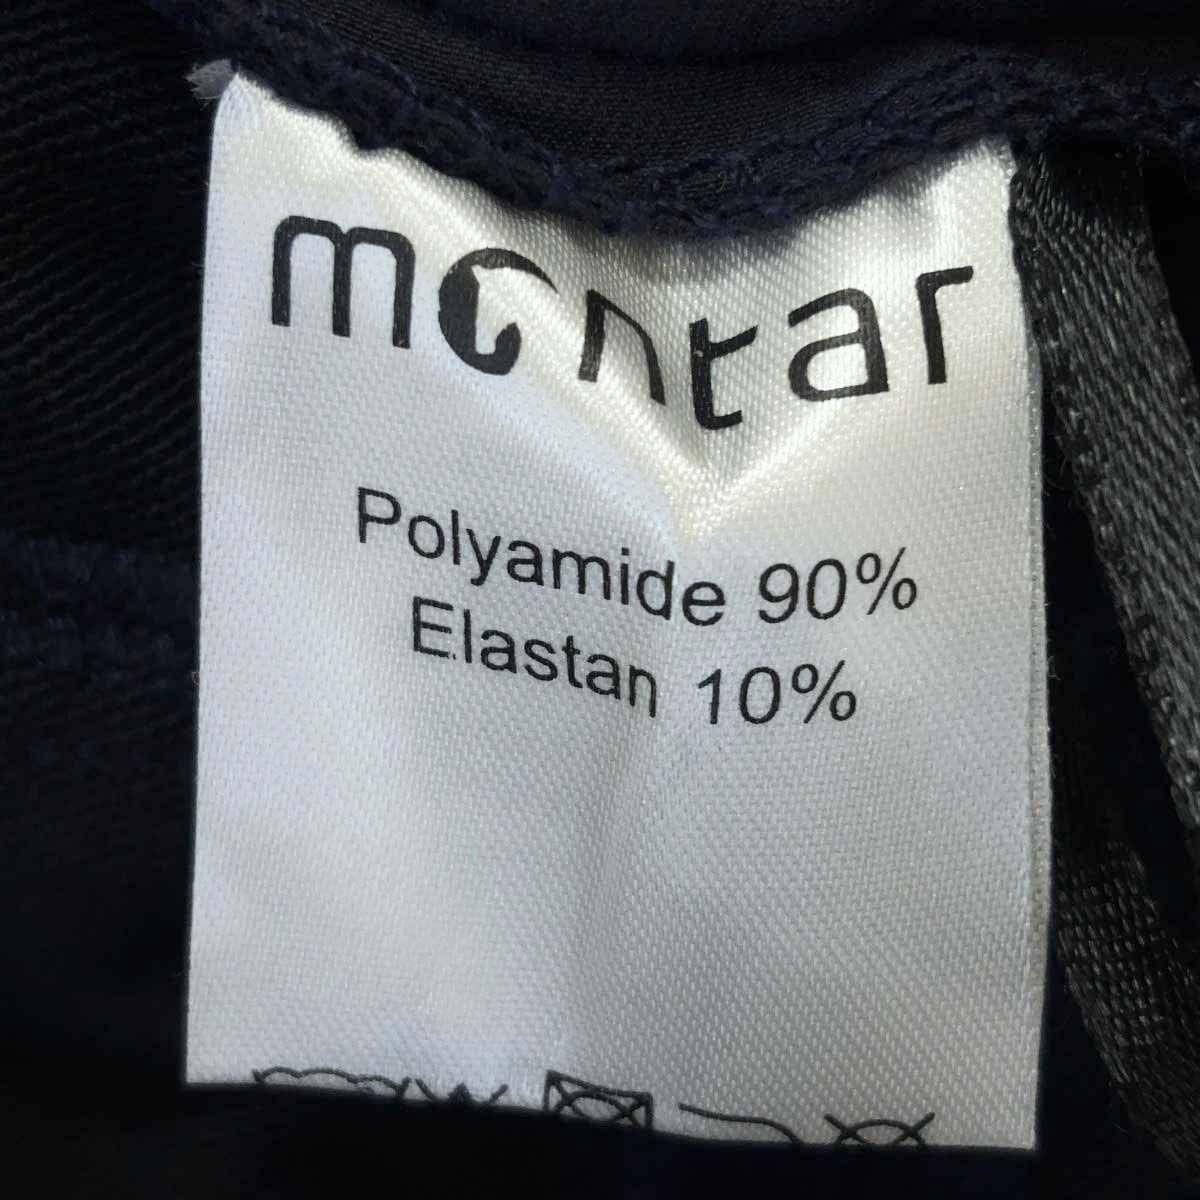 montar
Polyamide 90%
Elastan 10%